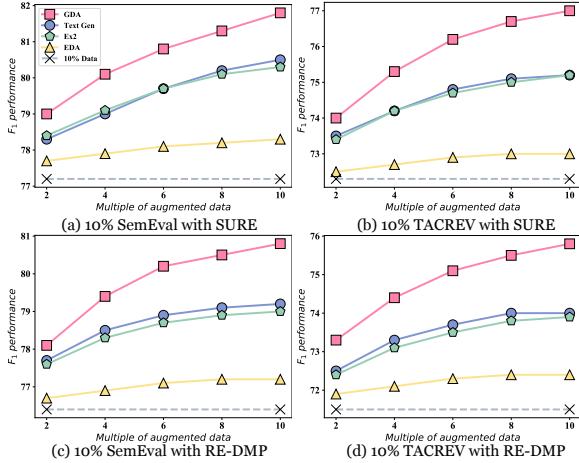 GDA
Text Gen
Ex2
EDA
10% Data
F1 performance
82
81
80
79
78
77
2 4 6 8 10
Multiple of augmented data
(a) 10% SemEval with SURE
F1 performance
77
76
75
74
73
2 4 6 8 10
Multiple of augmented data
(b) 10% TACREV with SURE
F1 performance
81
80
79
78
77
2 4 6 8 10
Multiple of augmented data
(c) 10% SemEval with RE-DMP
F1 performance
76
75
74
73
72
2 4 6 8 10
Multiple of augmented data
(d) 10% TACREV with RE-DMP